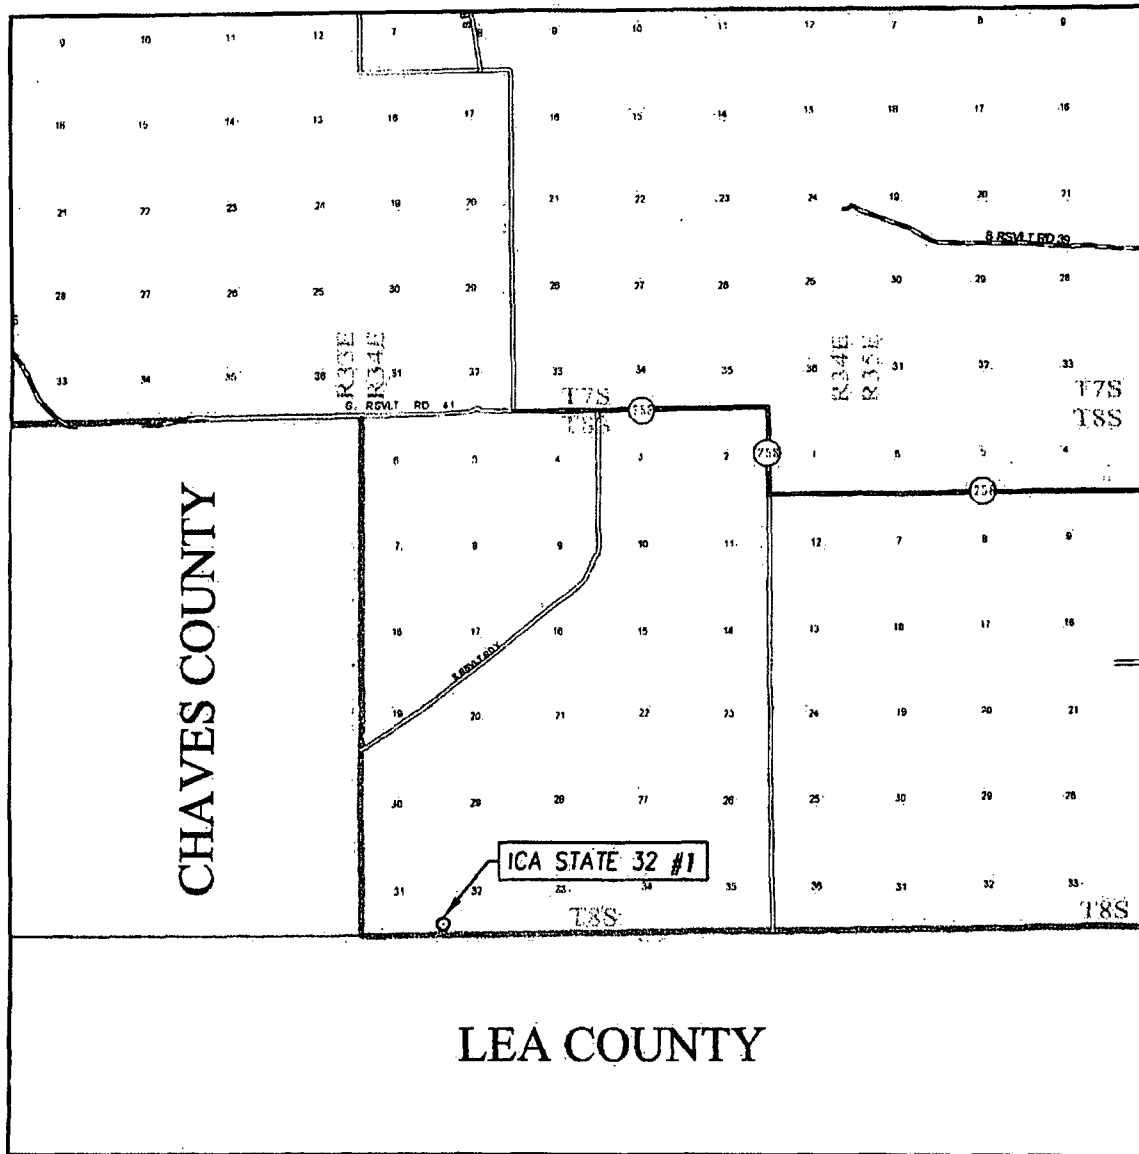 9 10 11 12 7 8 9 10 11 12 7 8 9
18 15 14 13 18 17 16 15 14 13 18 17 16
21 22 23 24 19 20 21 22 23 24 19 20 21
S RSVLT RD 39
28 27 26 25 30 29 28 27 26 25 30 29 28
R33E R34E R34E R35E
33 34 35 36 31 32 33 34 35 36 31 32 33
T7S T7S
S. RSVLT RD 41
258
T8S T8S
6 5 4 3 2 258 1 6 5 4
258
7 8 9 10 11 12 7 8 9
18 17 16 15 14 13 18 17 16
S RSVLT RD Y
19 20 21 22 23 24 19 20 21
CHAVES COUNTY
30 29 28 27 26 25 30 29 28
ICA STATE 32 #1
31 32 23 34 35 36 31 32 33
T8S T8S
LEA COUNTY